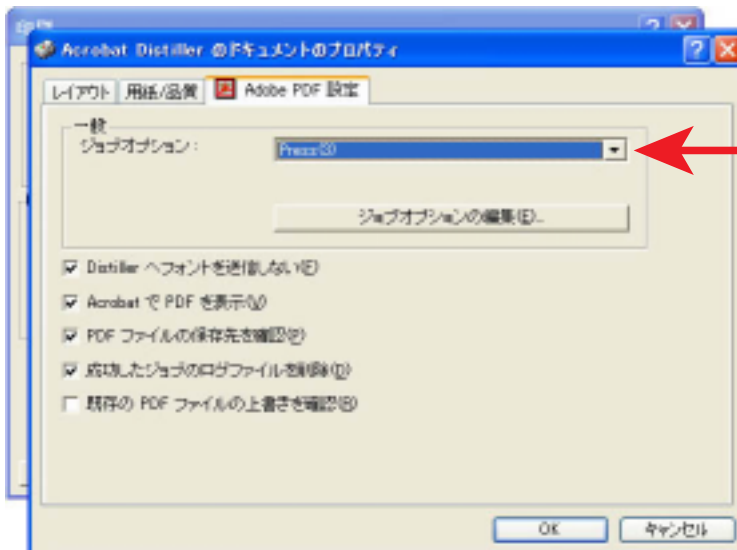 印刷
Acrobat Distiller のドキュメントのプロパティ
レイアウト 用紙/品質 Adobe PDF 設定
一般
ジョブオプション:
Press(3)
ジョブオプションの編集(E)...
Distiller へフォントを送信しない(E)
Acrobat で PDF を表示(V)
PDF ファイルの保存先を確認(P)
成功したジョブのログファイルを削除(D)
既存の PDF ファイルの上書きを確認(R)
OK キャンセル